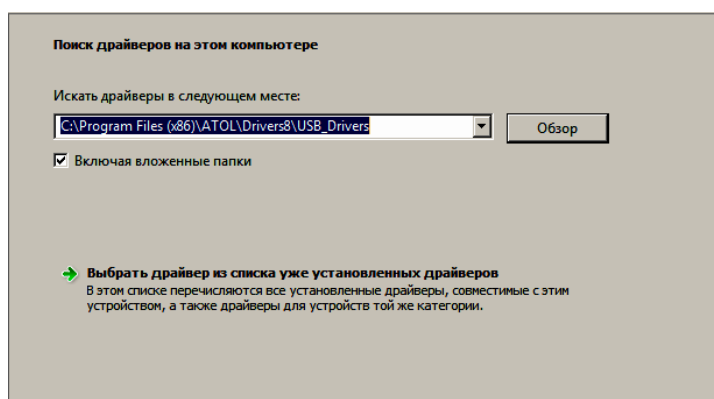 Поиск драйверов на этом компьютере
Искать драйверы в следующем месте:
C:\Program Files (x86)\ATOL\Drivers8\USB_Drivers
Обзор
Включая вложенные папки
Выбрать драйвер из списка уже установленных драйверов
В этом списке перечисляются все установленные драйверы, совместимые с этим
устройством, а также драйверы для устройств той же категории.